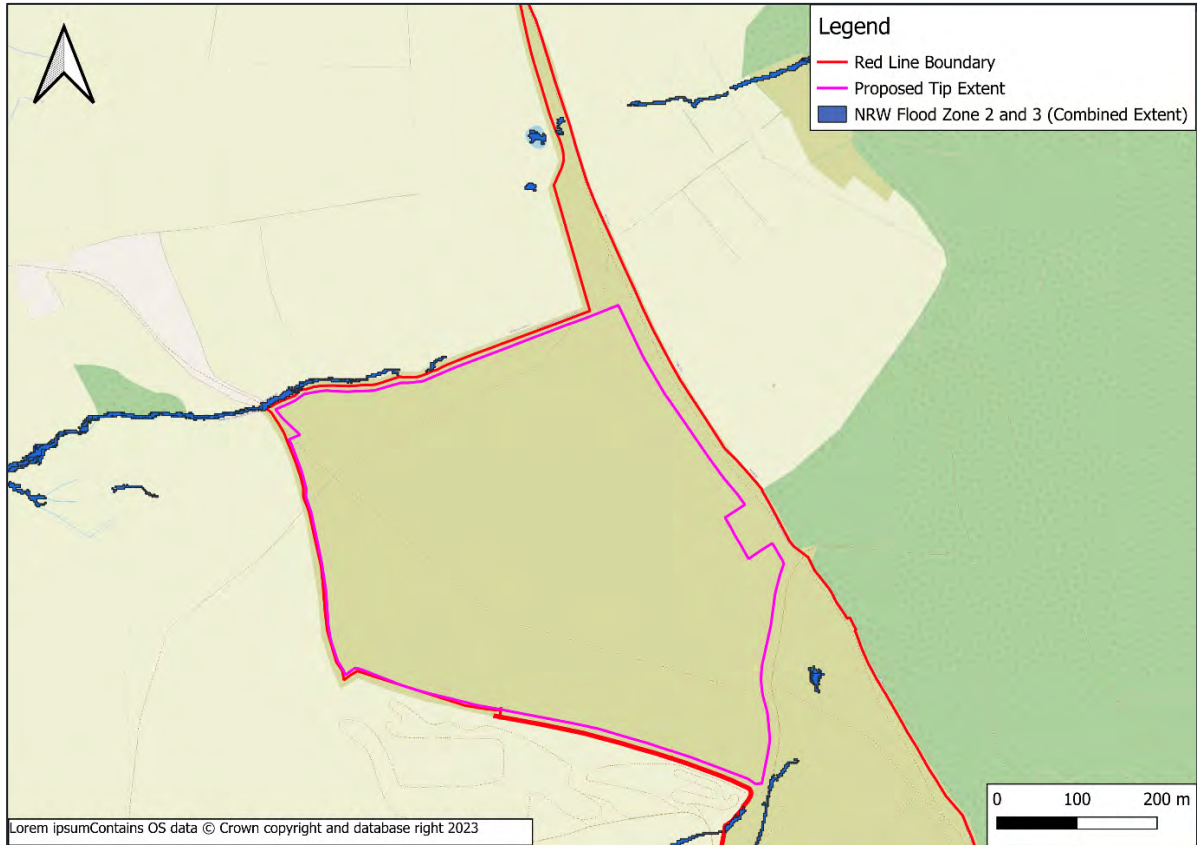 Legend
Red Line Boundary
Proposed Tip Extent
NRW Flood Zone 2 and 3 (Combined Extent)
0 100 200 m
Lorem ipsumContains OS data © Crown copyright and database right 2023